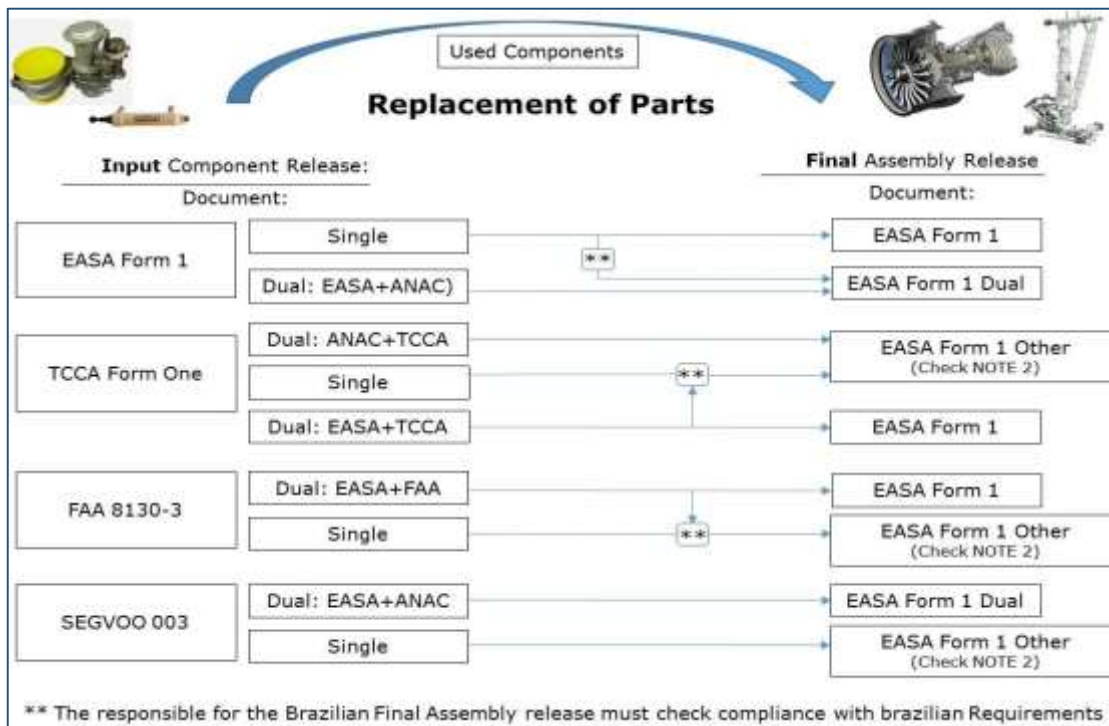 Used Components
Replacement of Parts
Input Component Release:
Document:
Final Assembly Release
Document:
EASA Form 1
Single
EASA Form 1
**
Dual: EASA+ANAC)
EASA Form 1 Dual
TCCA Form One
Dual: ANAC+TCCA
EASA Form 1 Other
(Check NOTE 2)
Single
**
Dual: EASA+TCCA
EASA Form 1
FAA 8130-3
Dual: EASA+FAA
EASA Form 1
Single
**
EASA Form 1 Other
(Check NOTE 2)
SEGVOO 003
Dual: EASA+ANAC
EASA Form 1 Dual
Single
EASA Form 1 Other
(Check NOTE 2)
** The responsible for the Brazilian Final Assembly release must check compliance with brazilian Requirements